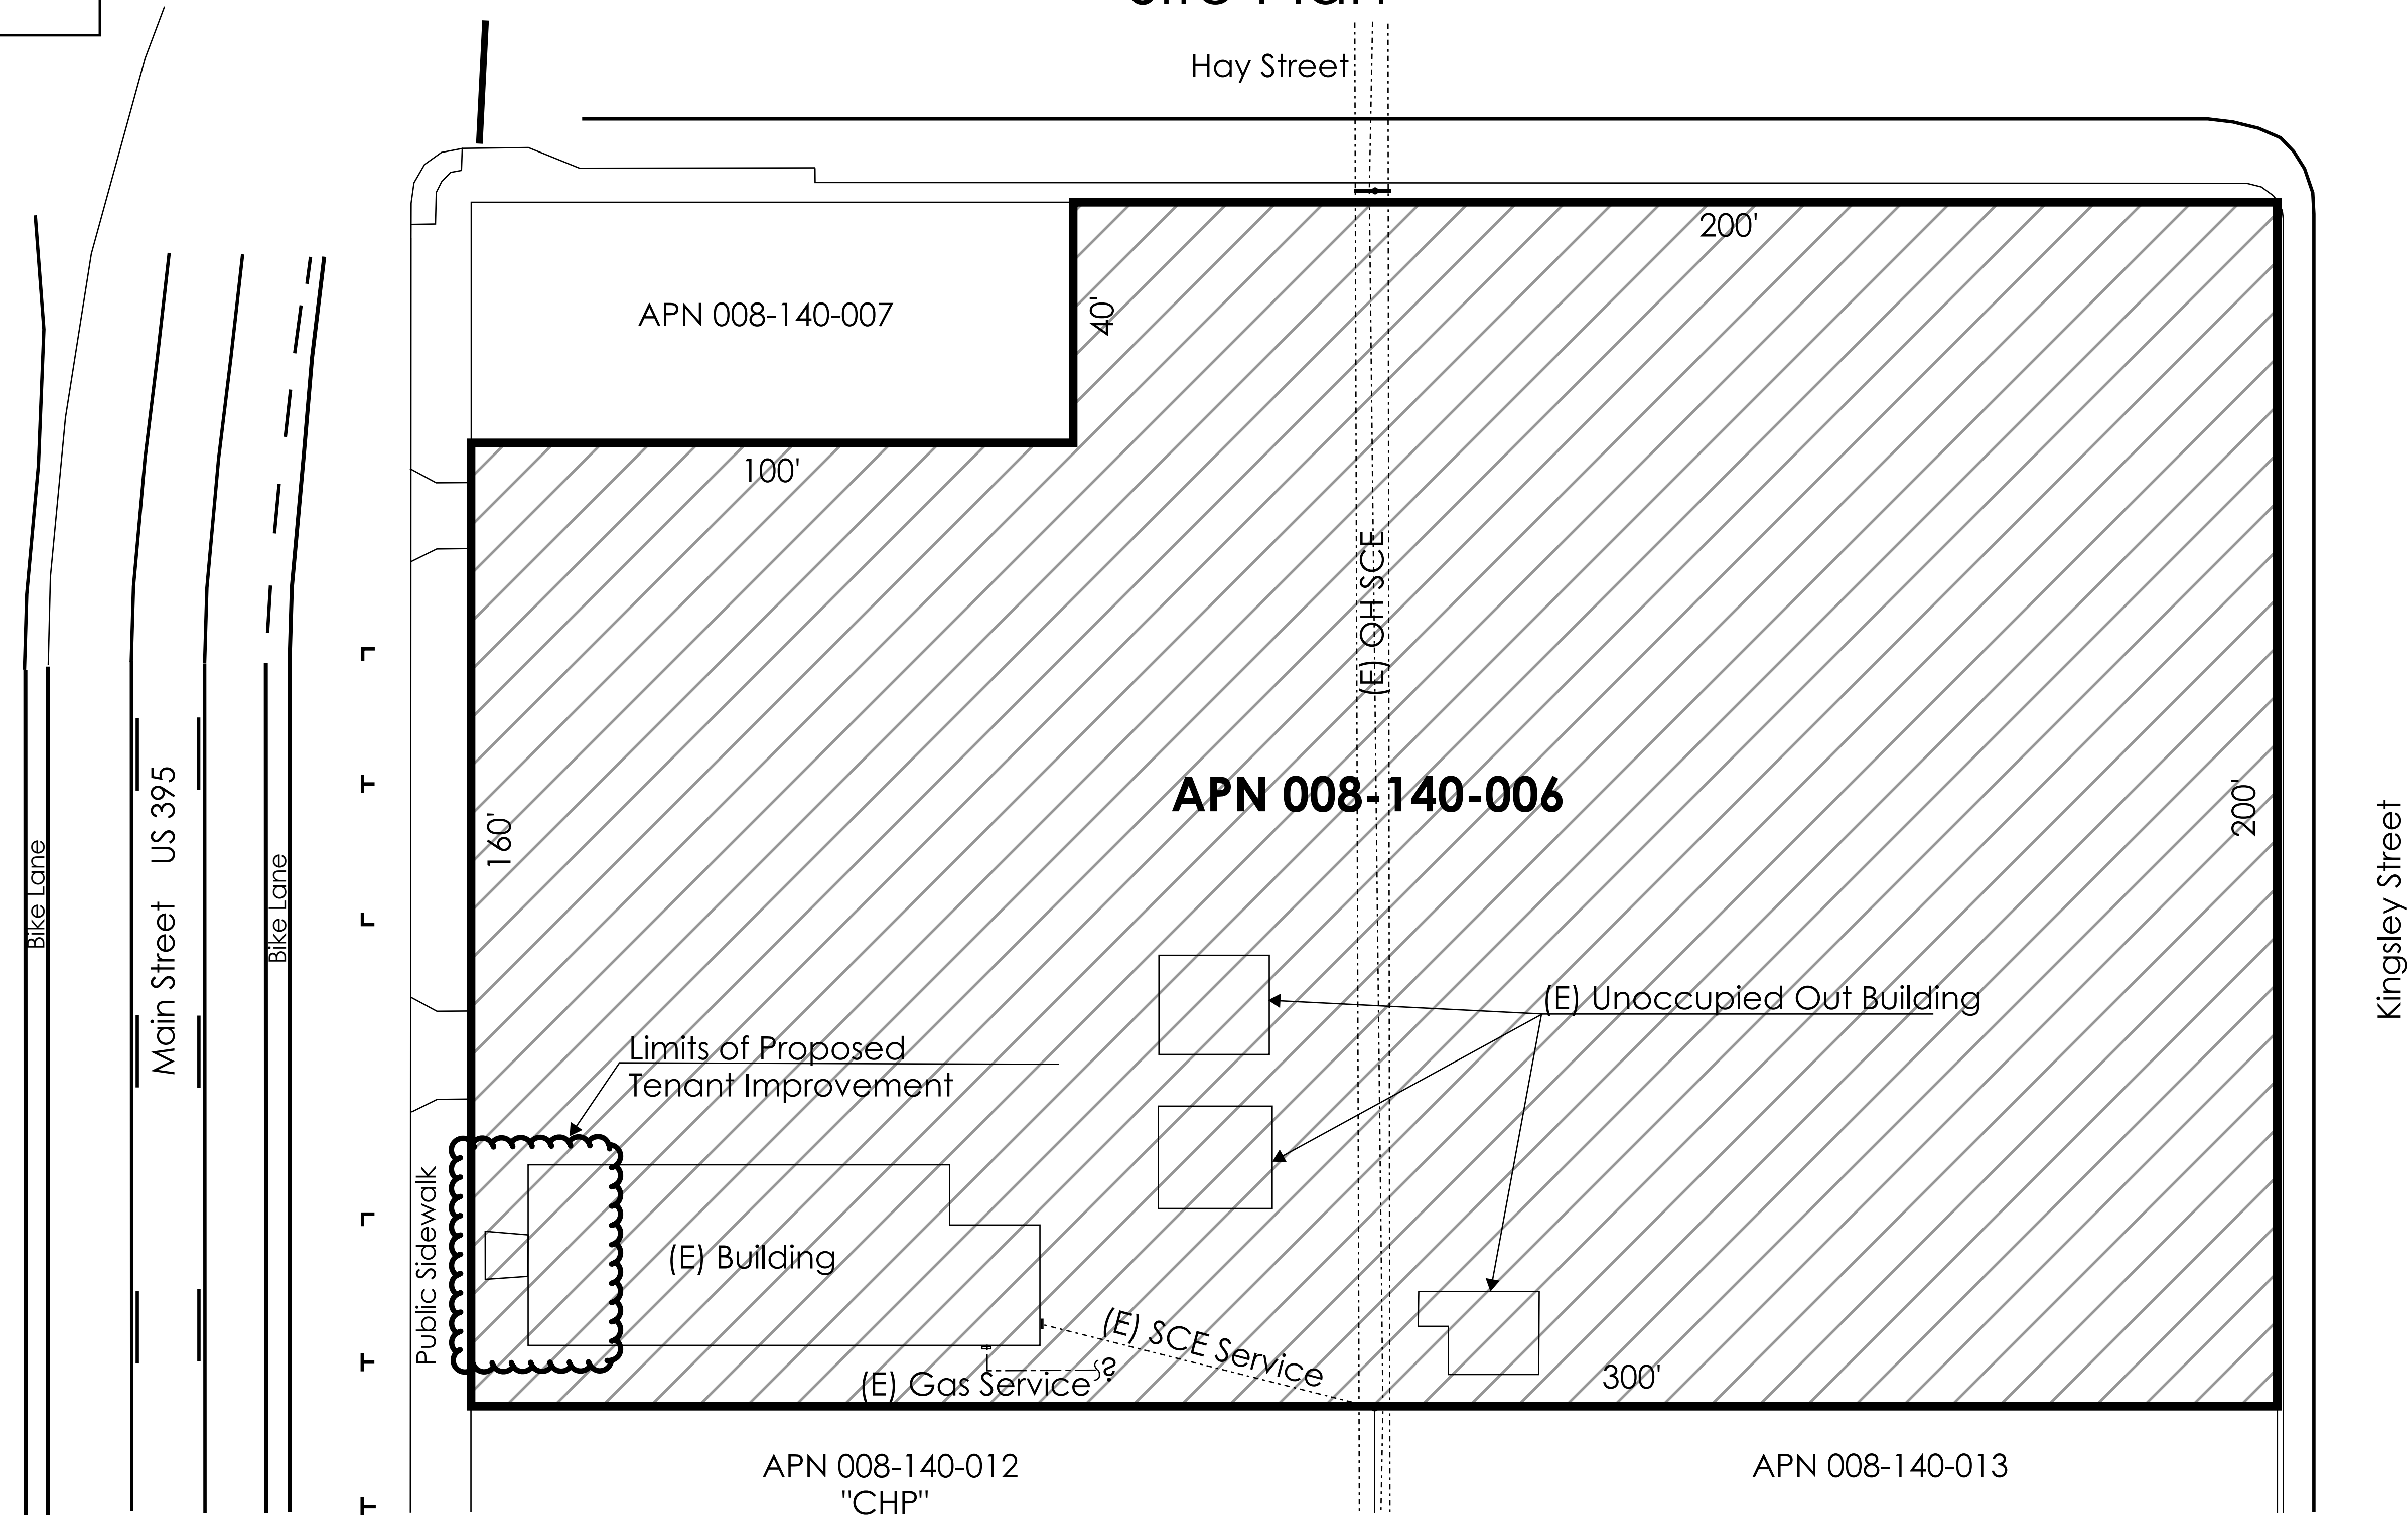 Site Plan
Hay Street
200'
APN 008-140-007
40'
100'
(E) OH SCE
APN 008-140-006
160'
200'
Main Street US 395
Bike Lane
Bike Lane
Kingsley Street
(E) Unoccupied Out Building
Limits of Proposed
Tenant Improvement
Public Sidewalk
(E) Building
(E) SCE Service
(E) Gas Service
?
300'
APN 008-140-012
"CHP"
APN 008-140-013